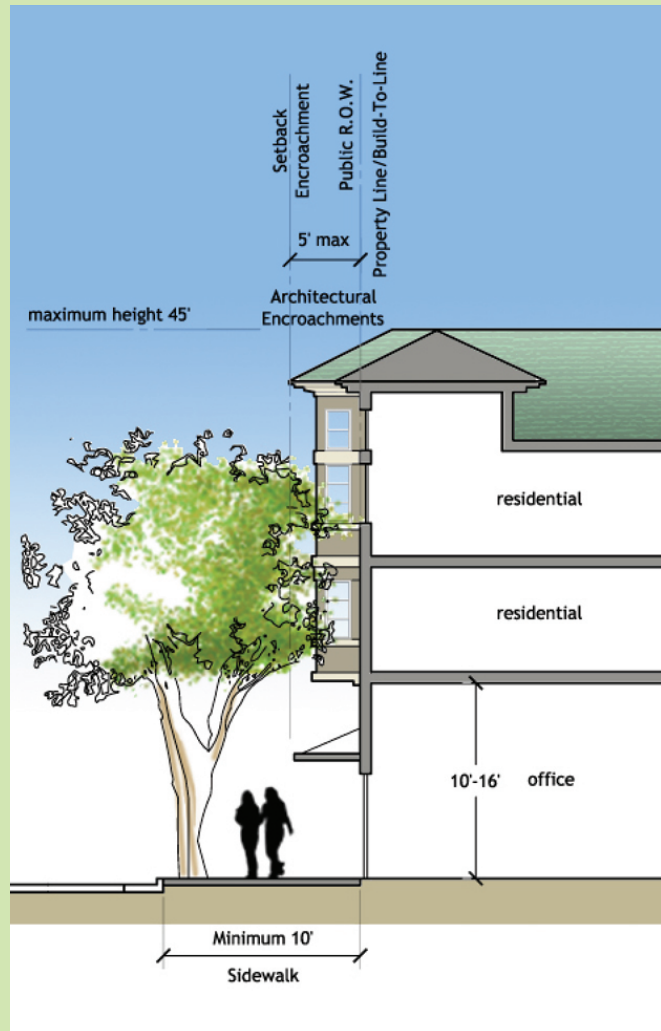 Setback
Encroachment
Public R.O.W.
Property Line/Build-To-Line
5' max
Architectural
Encroachments
maximum height 45'
residential
residential
10'-16'
office
Minimum 10'
Sidewalk